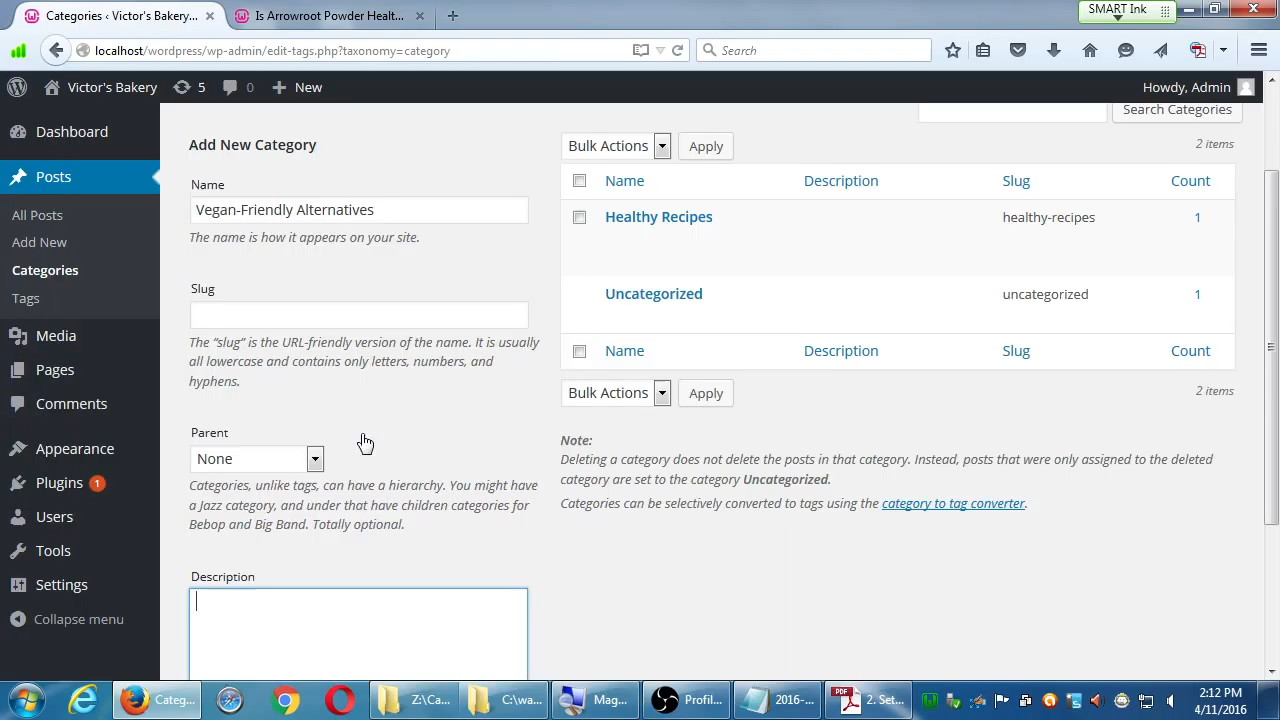 Categories ‹ Victor's Bakery...
Is Arrowroot Powder Healt...
SMART Ink
localhost/wordpress/wp-admin/edit-tags.php?taxonomy=category
Search
Victor's Bakery
5
0
New
Howdy, Admin
Dashboard
Posts
All Posts
Add New
Categories
Tags
Media
Pages
Comments
Appearance
Plugins 1
Users
Tools
Settings
Collapse menu
Search Categories
Add New Category
Name
Vegan-Friendly Alternatives
The name is how it appears on your site.
Slug
The “slug” is the URL-friendly version of the name. It is usually
all lowercase and contains only letters, numbers, and
hyphens.
Parent
None
Categories, unlike tags, can have a hierarchy. You might have
a Jazz category, and under that have children categories for
Bebop and Big Band. Totally optional.
Description
Bulk Actions Apply 2 items
Name Description Slug Count
Healthy Recipes healthy-recipes 1
Uncategorized uncategorized 1
Name Description Slug Count
Bulk Actions Apply 2 items
Note:
Deleting a category does not delete the posts in that category. Instead, posts that were only assigned to the deleted
category are set to the category Uncategorized.
Categories can be selectively converted to tags using the category to tag converter.
Categ...
Z:\Ca...
C:\wa...
Mag...
Profil...
2016-...
PDF
2. Set...
2:12 PM
4/11/2016